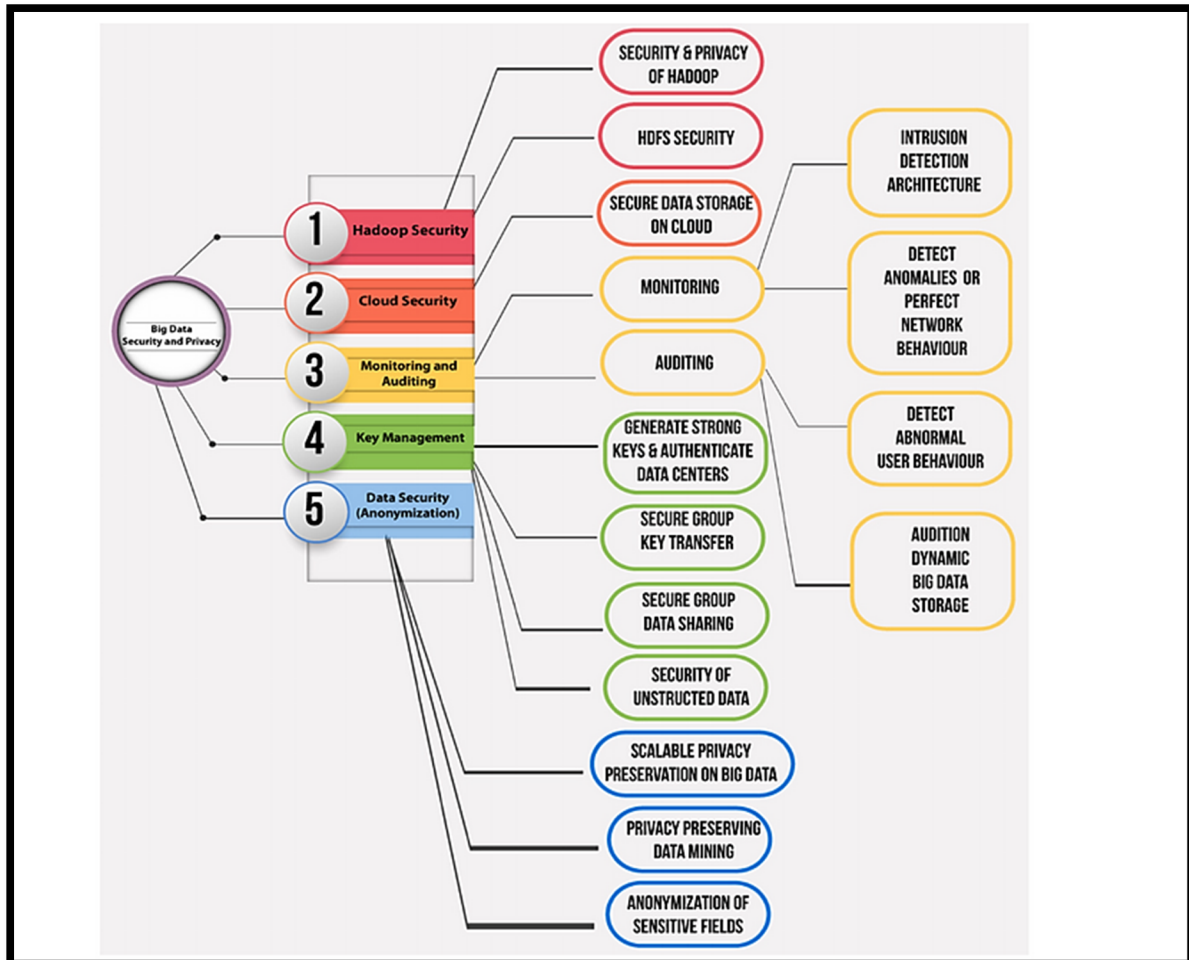 Big Data
Security and Privacy
1
Hadoop Security
2
Cloud Security
3
Monitoring and
Auditing
4
Key Management
5
Data Security
(Anonymization)
SECURITY & PRIVACY
OF HADOOP
HDFS SECURITY
SECURE DATA STORAGE
ON CLOUD
MONITORING
AUDITING
GENERATE STRONG
KEYS & AUTHENTICATE
DATA CENTERS
SECURE GROUP
KEY TRANSFER
SECURE GROUP
DATA SHARING
SECURITY OF
UNSTRUCTED DATA
SCALABLE PRIVACY
PRESERVATION ON BIG DATA
PRIVACY PRESERVING
DATA MINING
ANONYMIZATION OF
SENSITIVE FIELDS
INTRUSION
DETECTION
ARCHITECTURE
DETECT
ANOMALIES OR
PERFECT
NETWORK
BEHAVIOUR
DETECT
ABNORMAL
USER BEHAVIOUR
AUDITION
DYNAMIC
BIG DATA
STORAGE